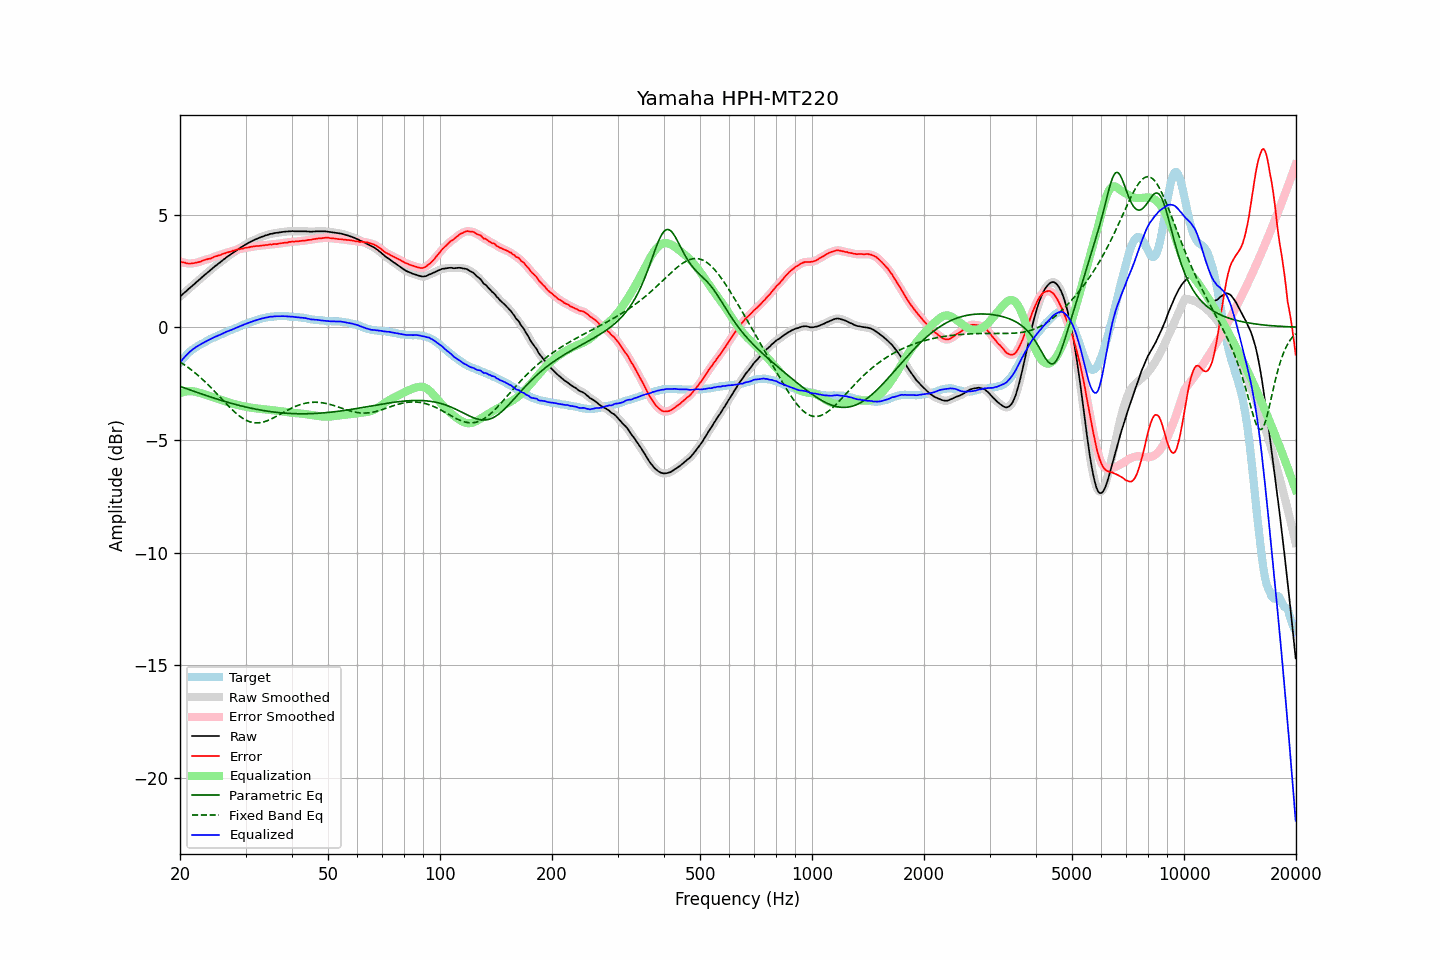 Yamaha HPH-MT220
Amplitude (dBr)
5
0
−5
−10
−15
−20
Target
Raw Smoothed
Error Smoothed
Raw
Error
Equalization
Parametric Eq
Fixed Band Eq
Equalized
20 50 100 200 500 1000 2000 5000 10000 20000
Frequency (Hz)